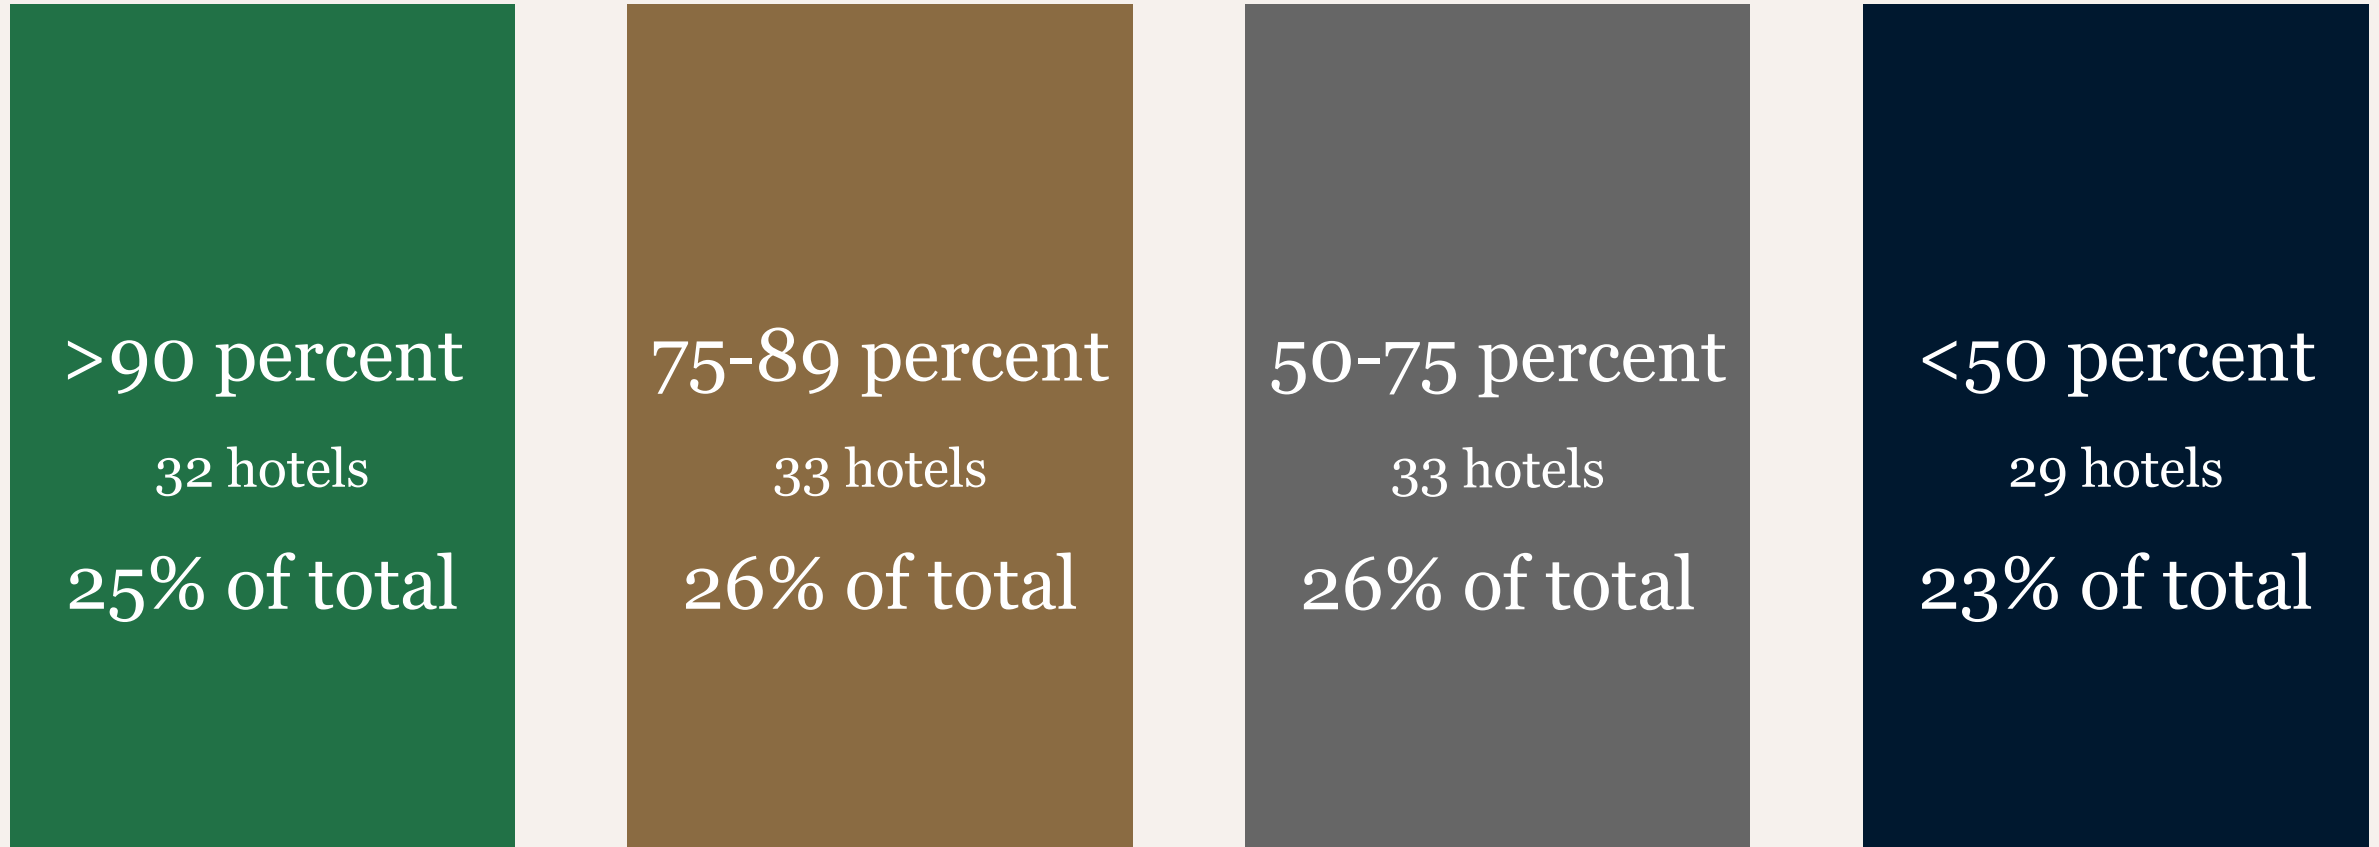 >90 percent
32 hotels
25% of total
75-89 percent
33 hotels
26% of total
50-75 percent
33 hotels
26% of total
<50 percent
29 hotels
23% of total